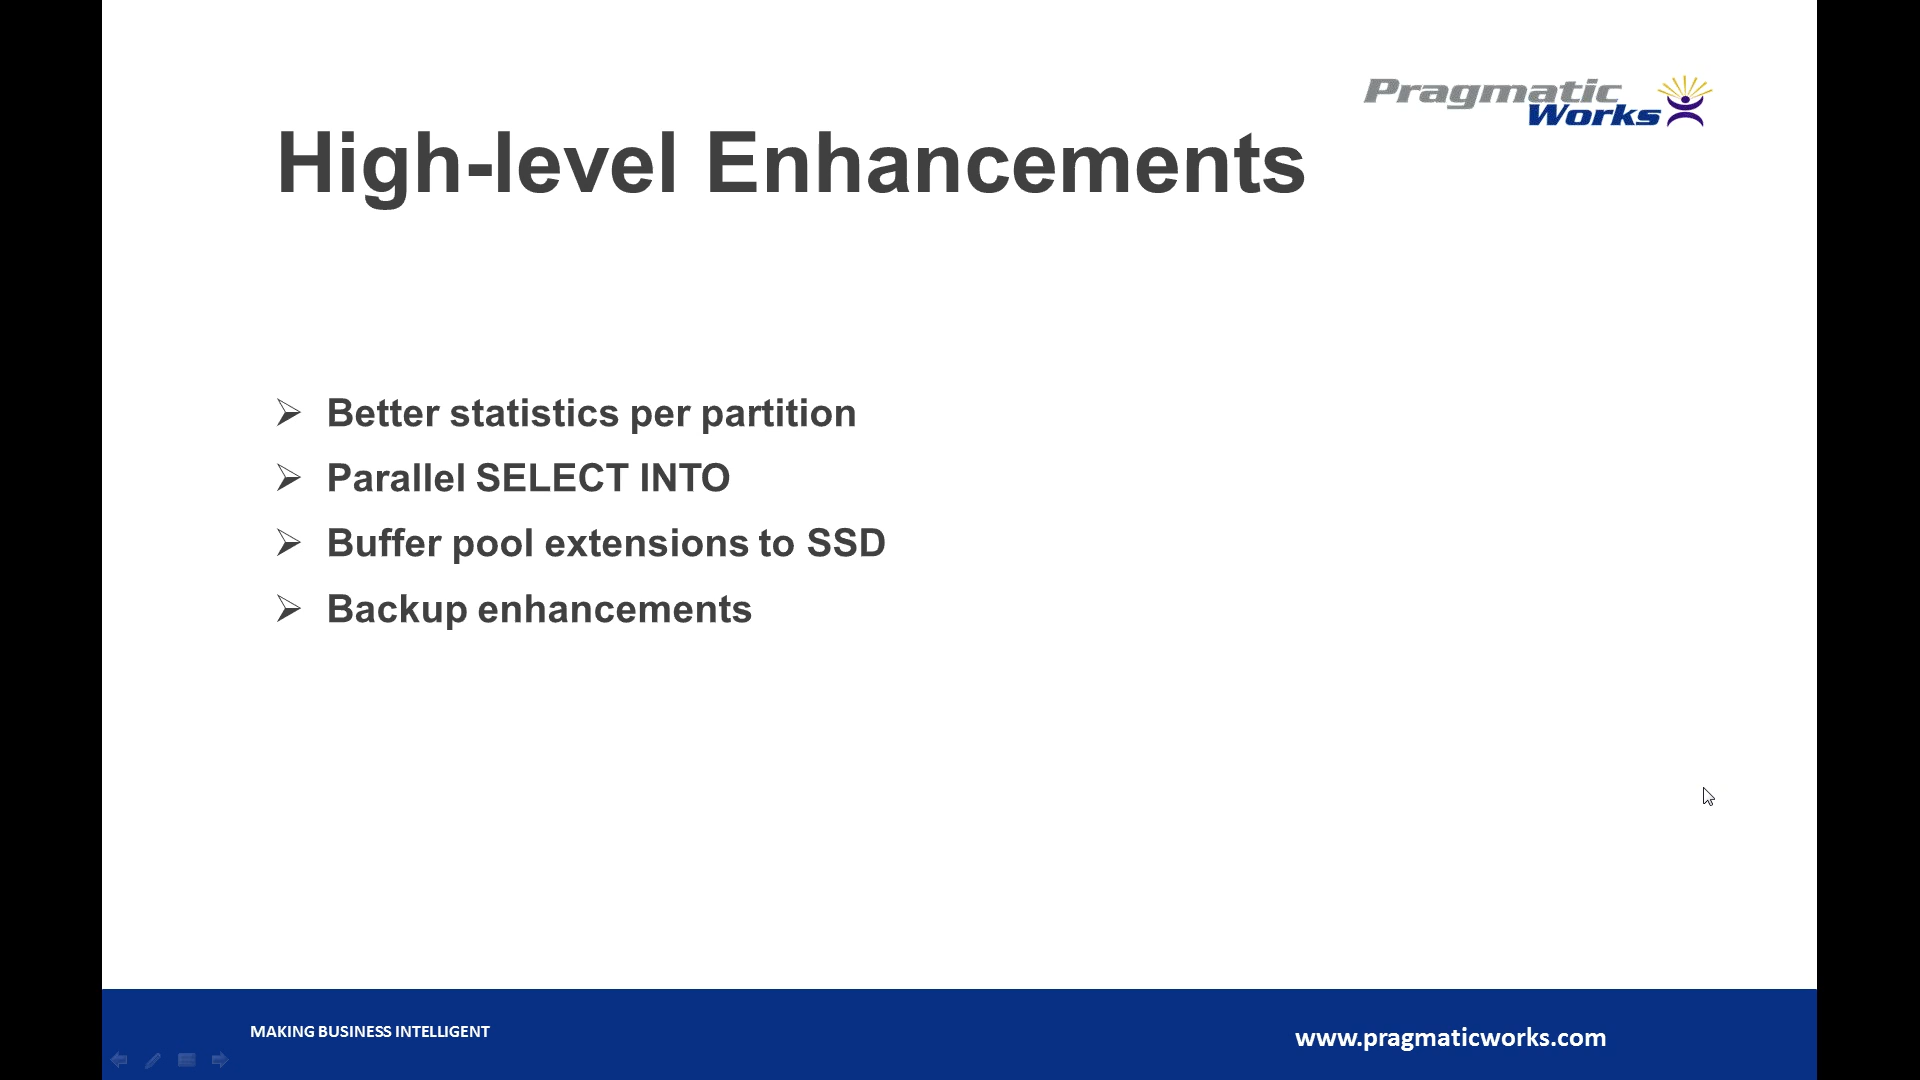 Pragmatic
Works
High-level Enhancements
Better statistics per partition
Parallel SELECT INTO
Buffer pool extensions to SSD
Backup enhancements
MAKING BUSINESS INTELLIGENT
www.pragmaticworks.com